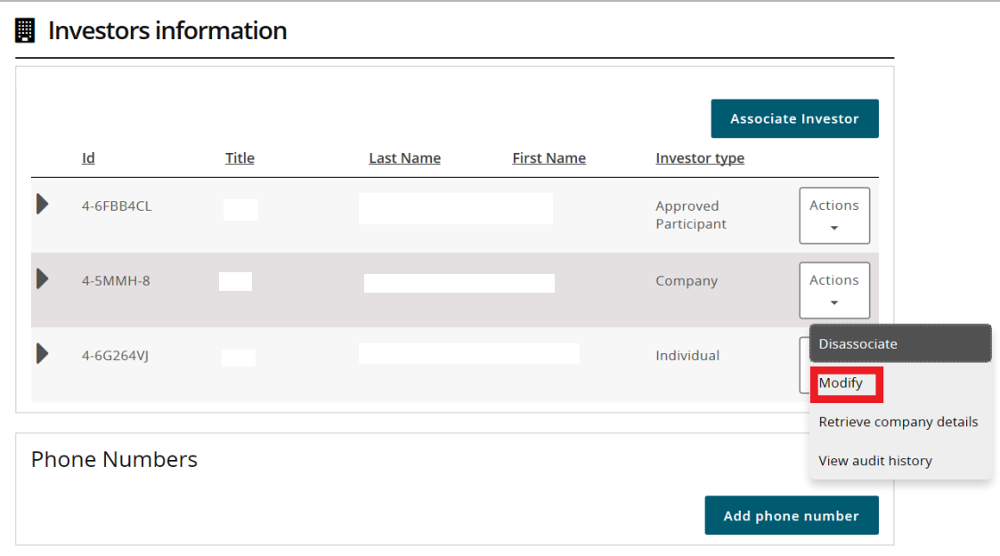 Investors information
Associate Investor
Id Title Last Name First Name Investor type
4-6FBB4CL Approved Participant Actions
4-5MMH-8 Company Actions
4-6G264VJ Individual
Disassociate
Modify
Retrieve company details
View audit history
Phone Numbers
Add phone number